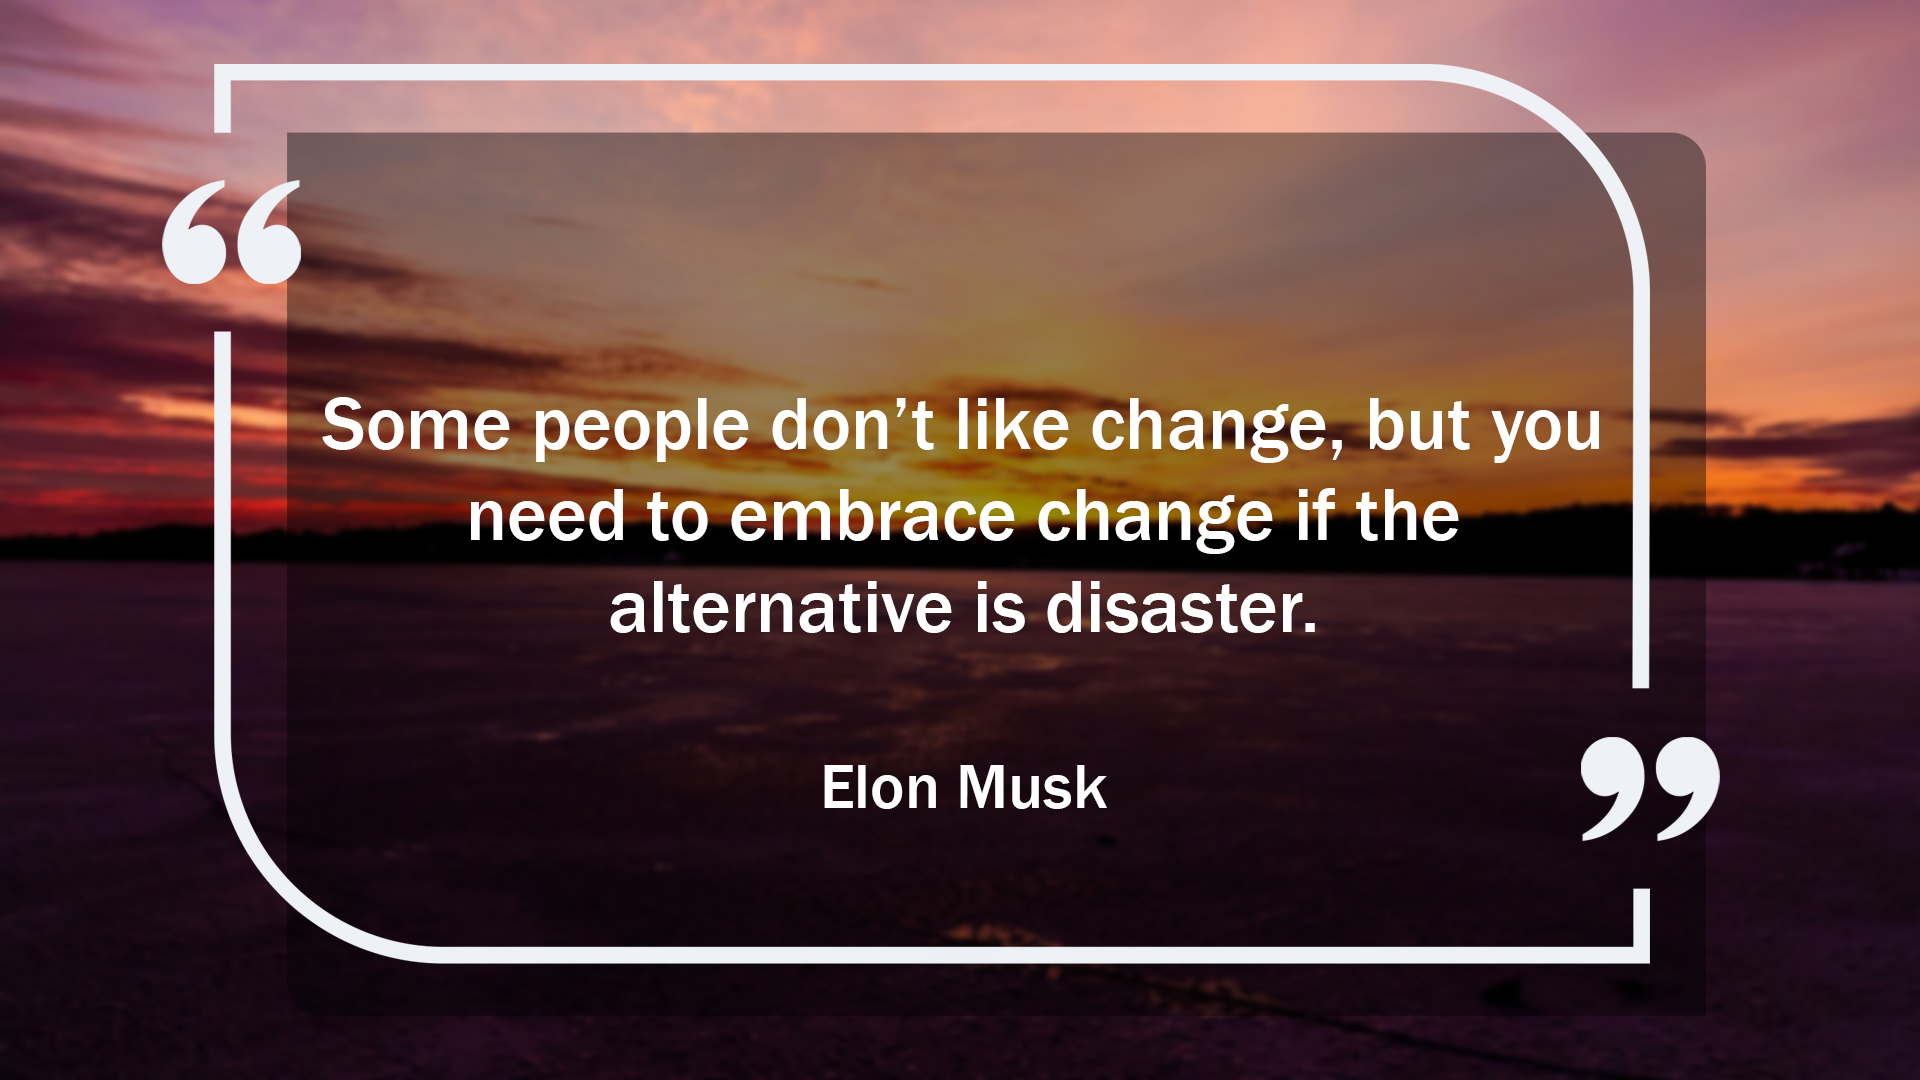 “
Some people don’t like change, but you
need to embrace change if the
alternative is disaster.
Elon Musk
”